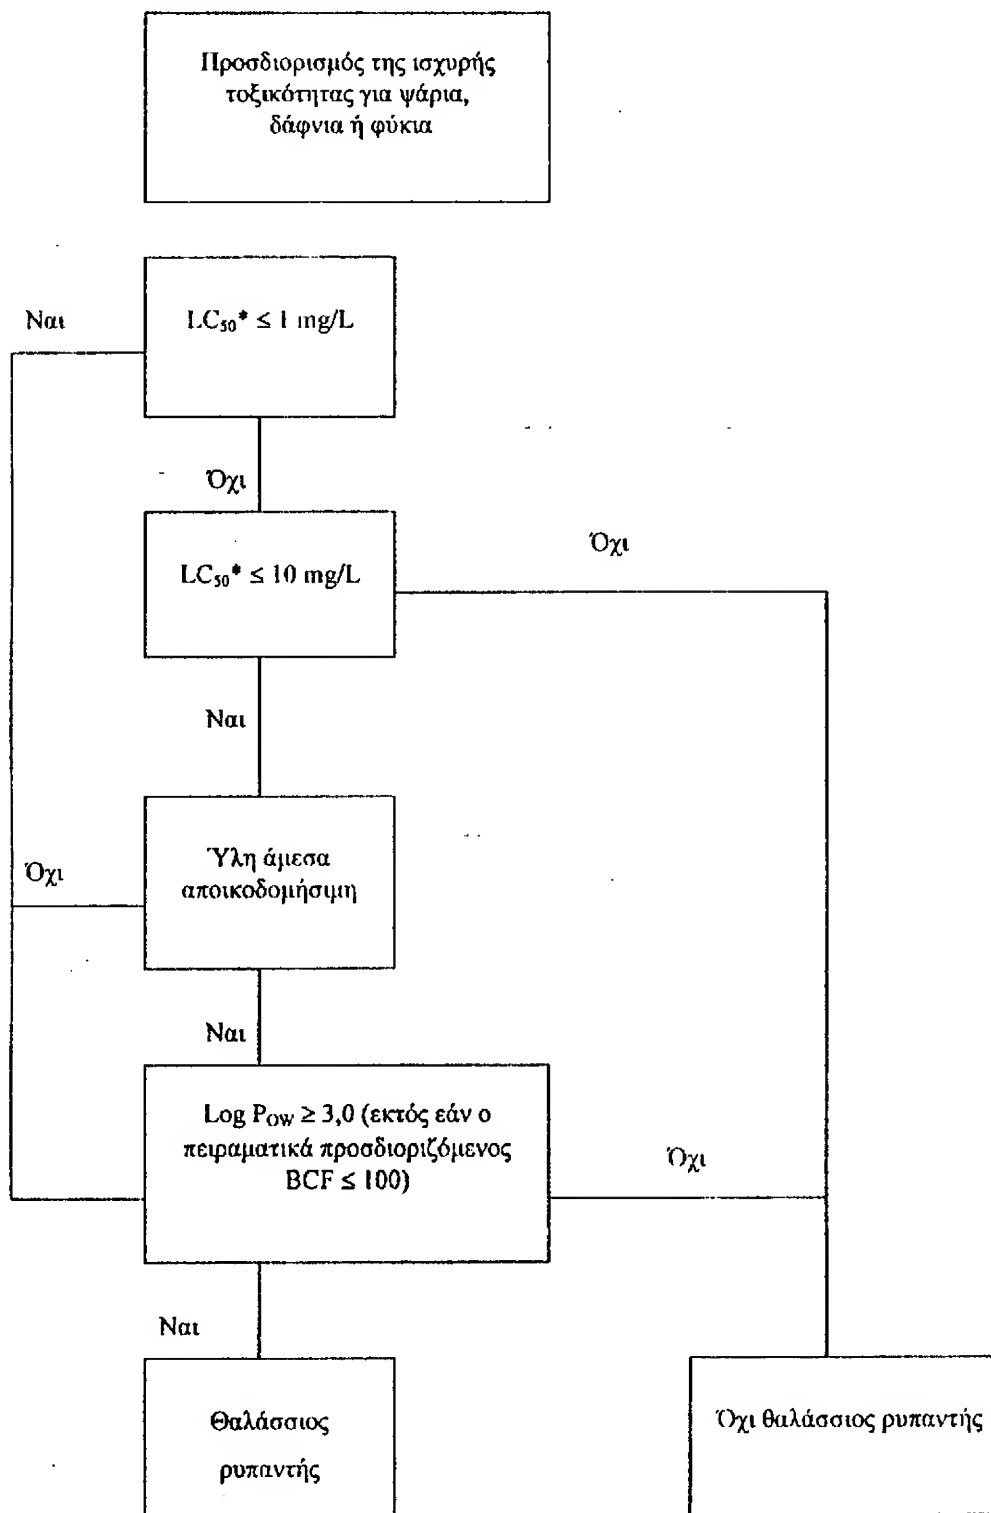 Προσδιορισμός της ισχυρής
τοξικότητας για ψάρια,
δάφνια ή φύκια
Ναι
LC₅₀* ≤ 1 mg/L
Όχι
LC₅₀* ≤ 10 mg/L
Όχι
Ναι
Όχι
Ύλη άμεσα
αποικοδομήσιμη
Ναι
Log P_OW ≥ 3,0 (εκτός εάν ο
πειραματικά προσδιοριζόμενος
BCF ≤ 100)
Όχι
Ναι
Θαλάσσιος
ρυπαντής
Όχι θαλάσσιος ρυπαντής